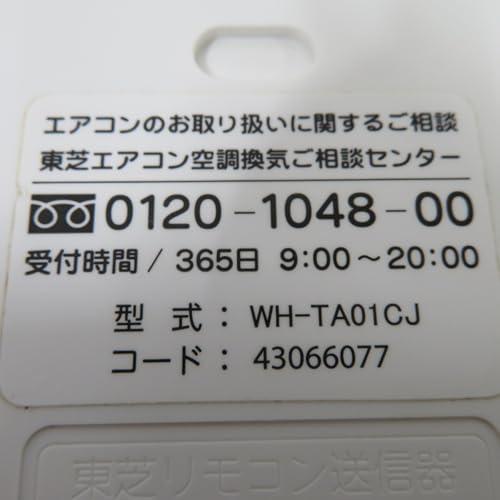 エアコンのお取り扱いに関するご相談
東芝エアコン空調換気ご相談センター
0120-1048-00
受付時間/365日 9:00～20:00
型 式 : WH-TA01CJ
コード : 43066077
東芝リモコン送信器